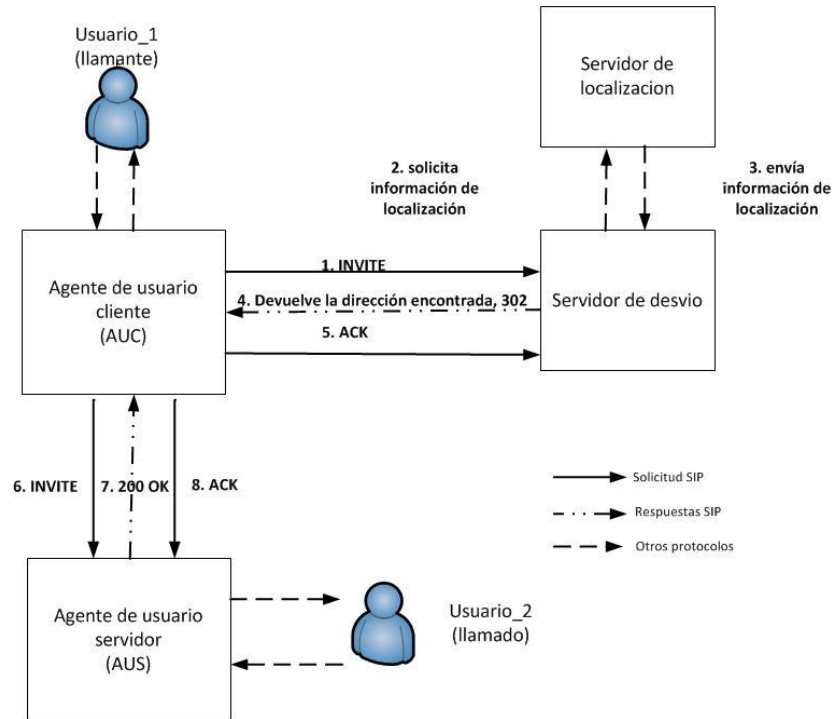 Usuario_1
(llamante)
Servidor de
localizacion
2. solicita
información de
localización
3. envía
información de
localización
Agente de usuario
cliente
(AUC)
1. INVITE
4. Devuelve la dirección encontrada, 302
5. ACK
Servidor de desvio
6. INVITE
7. 200 OK
8. ACK
Solicitud SIP
Respuestas SIP
Otros protocolos
Agente de usuario
servidor
(AUS)
Usuario_2
(llamado)